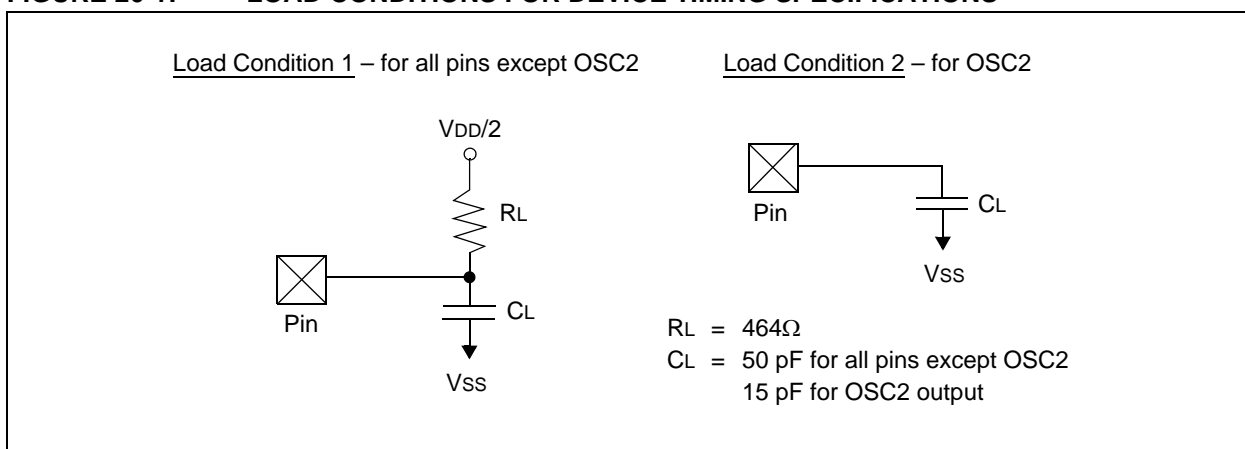 Load Condition 1 – for all pins except OSC2
Load Condition 2 – for OSC2
VDD/2
RL
Pin
CL
VSS
Pin
CL
VSS
RL = 464Ω
CL = 50 pF for all pins except OSC2
15 pF for OSC2 output